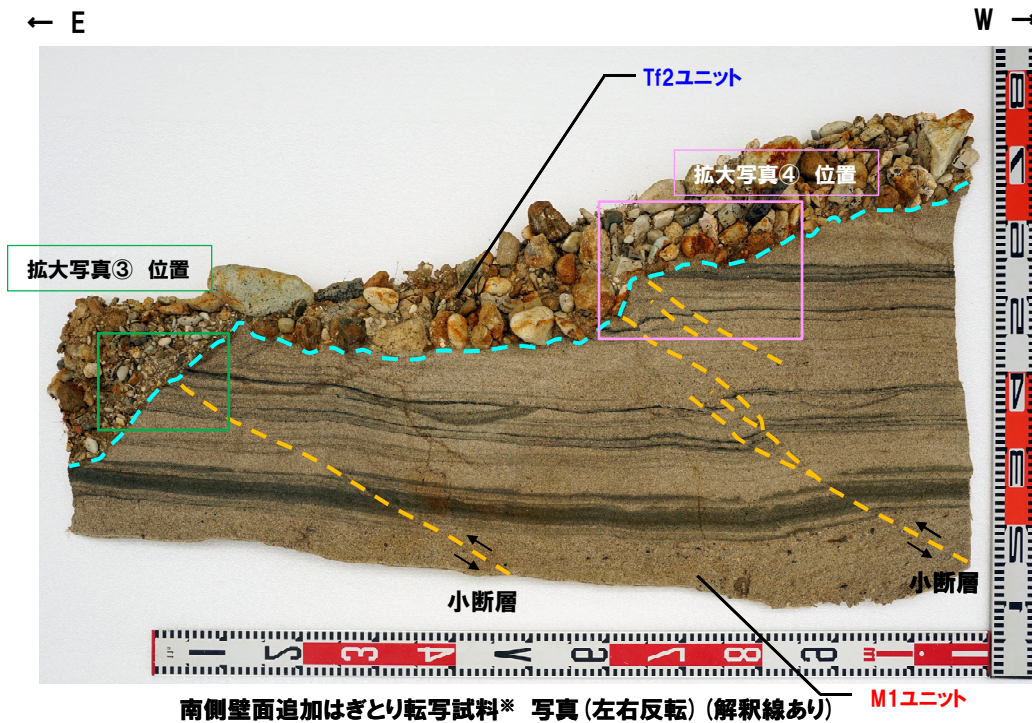 ← E
W →
Tf2ユニット
拡大写真④ 位置
拡大写真③ 位置
小断層
小断層
M1ユニット
南側壁面追加はぎとり転写試料※ 写真(左右反転)(解釈線あり)